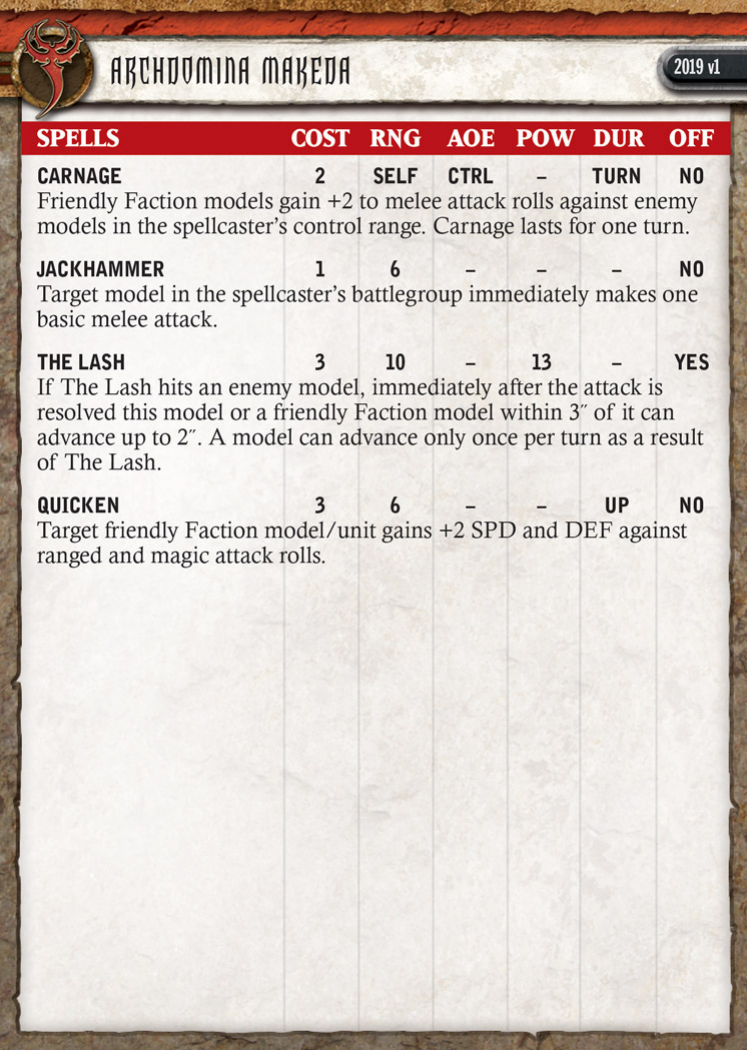 ARCHDOMINA MAKEDA
2019 v1
SPELLS COST RNG AOE POW DUR OFF
CARNAGE 2 SELF CTRL – TURN NO
Friendly Faction models gain +2 to melee attack rolls against enemy
models in the spellcaster's control range. Carnage lasts for one turn.
JACKHAMMER 1 6 – – – NO
Target model in the spellcaster's battlegroup immediately makes one
basic melee attack.
THE LASH 3 10 – 13 – YES
If The Lash hits an enemy model, immediately after the attack is
resolved this model or a friendly Faction model within 3˝ of it can
advance up to 2˝. A model can advance only once per turn as a result
of The Lash.
QUICKEN 3 6 – – UP NO
Target friendly Faction model/unit gains +2 SPD and DEF against
ranged and magic attack rolls.